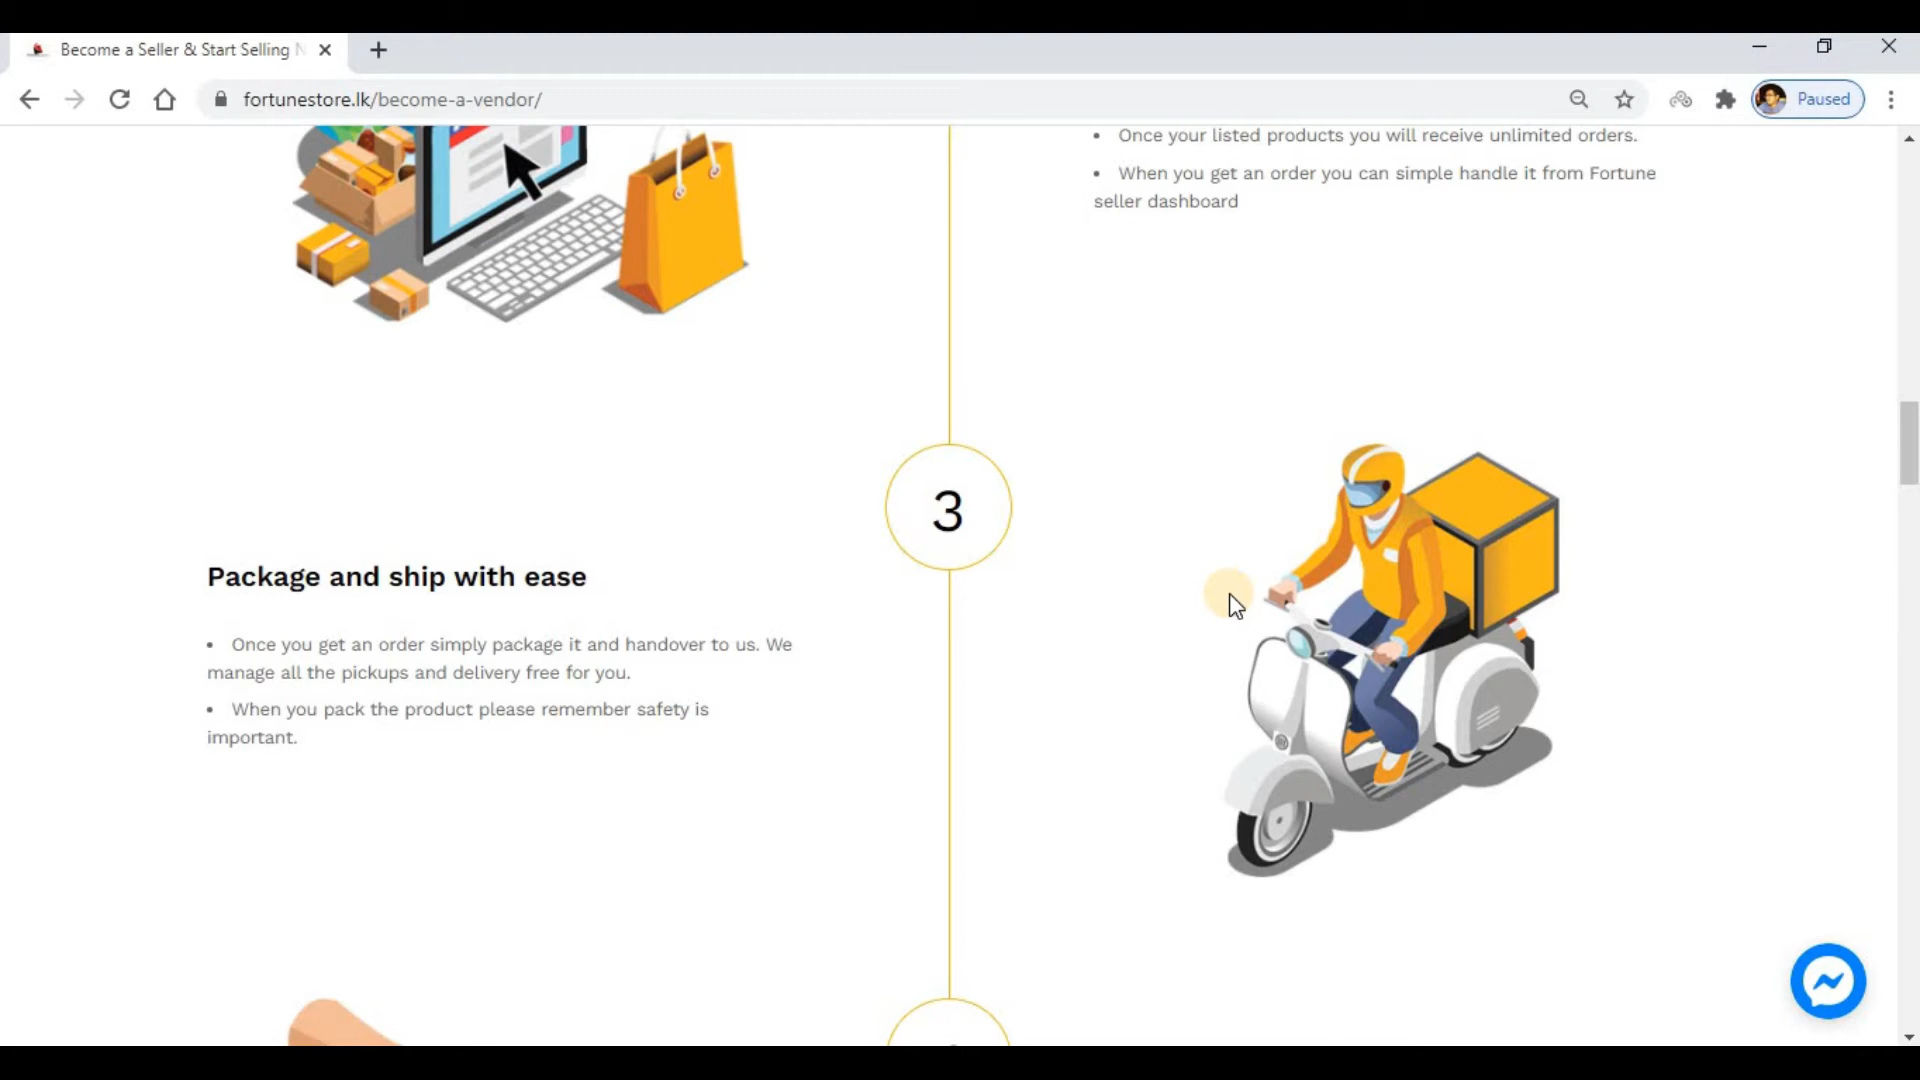 Become a Seller & Start Selling N
fortunestore.lk/become-a-vendor/
Paused
• Once your listed products you will receive unlimited orders.
• When you get an order you can simple handle it from Fortune
seller dashboard
3
Package and ship with ease
• Once you get an order simply package it and handover to us. We
manage all the pickups and delivery free for you.
• When you pack the product please remember safety is
important.